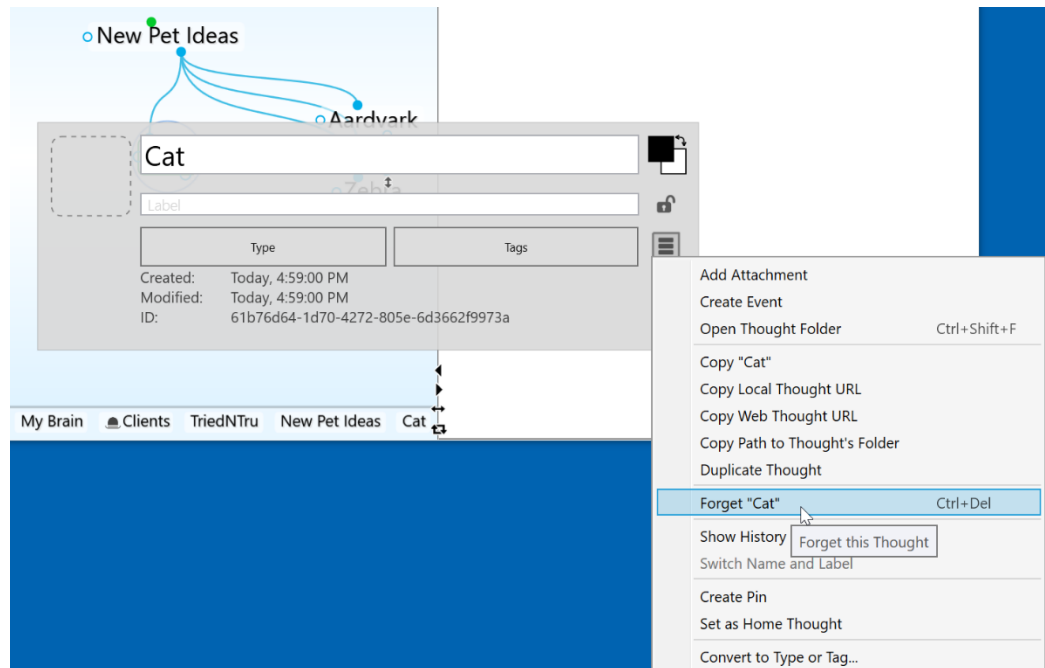 New Pet Ideas
Aardvark
Cat
Zebra
Label
Type Tags
Created: Today, 4:59:00 PM
Modified: Today, 4:59:00 PM
ID: 61b76d64-1d70-4272-805e-6d3662f9973a
My Brain Clients TriedNTru New Pet Ideas Cat
Add Attachment
Create Event
Open Thought Folder Ctrl+Shift+F
Copy "Cat"
Copy Local Thought URL
Copy Web Thought URL
Copy Path to Thought's Folder
Duplicate Thought
Forget "Cat" Ctrl+Del
Show History
Forget this Thought
Switch Name and Label
Create Pin
Set as Home Thought
Convert to Type or Tag...